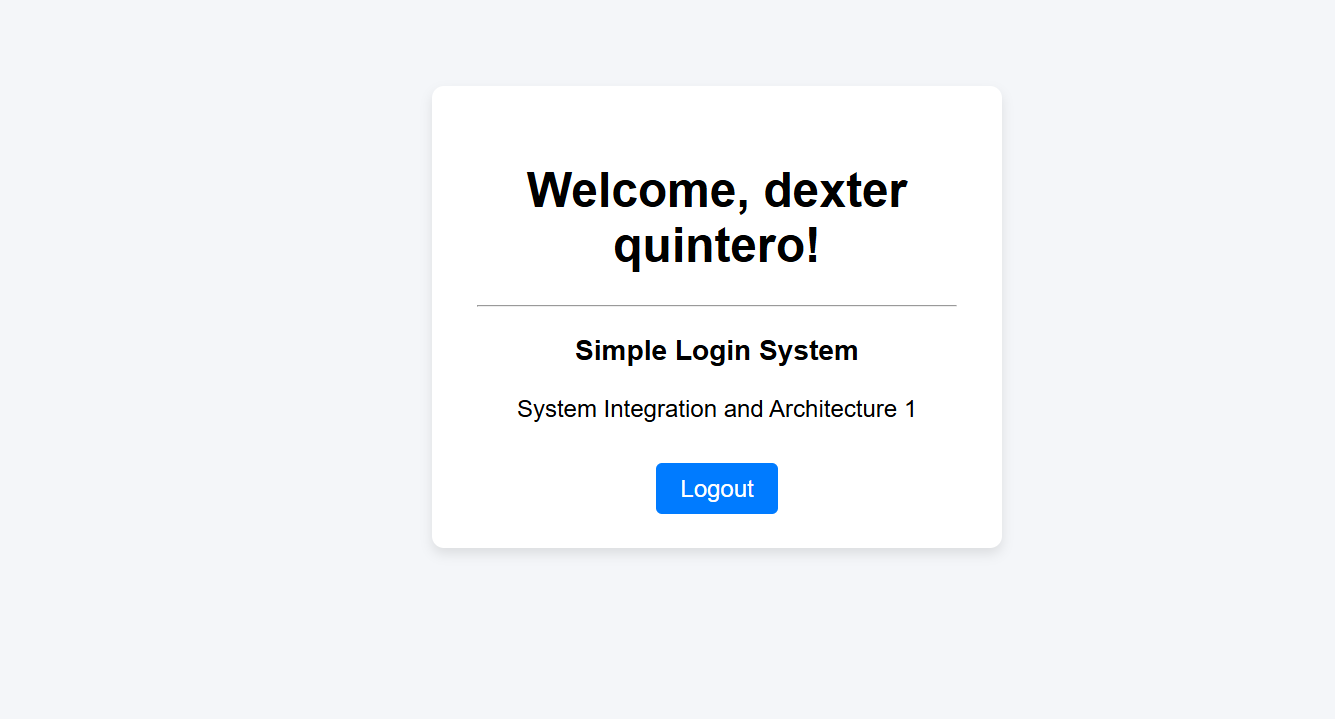 Welcome, dexter
quintero!
Simple Login System
System Integration and Architecture 1
Logout